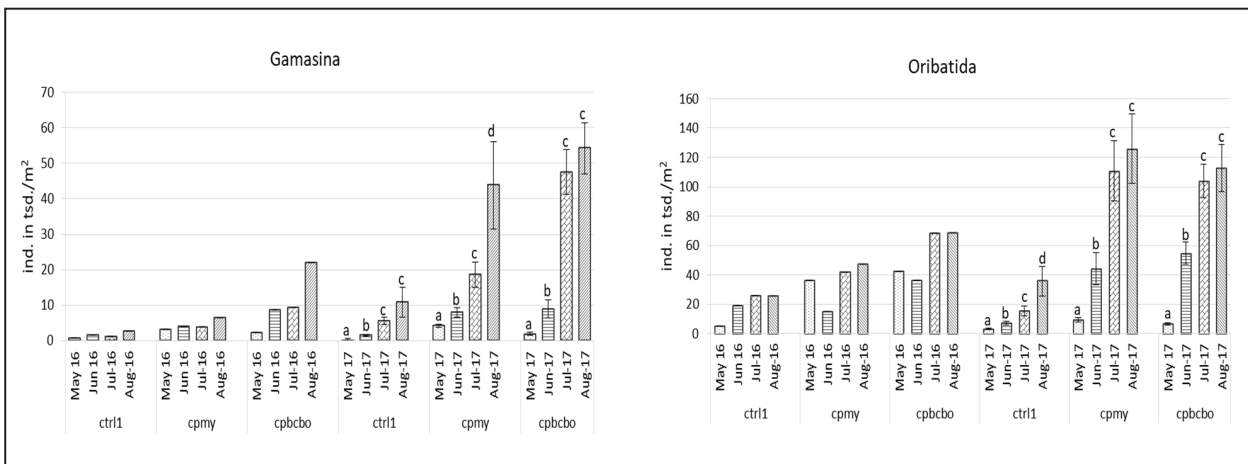 Gamasina
ind. in tsd./m²
70
60
50
40
30
20
10
0
a
b
c
c
a
b
c
d
a
b
c
c
May 16
Jun 16
Jul-16
Aug-16
May 16
Jun 16
Jul-16
Aug-16
May 16
Jun 16
Jul-16
Aug-16
May 17
Jun-17
Jul-17
Aug-17
May 17
Jun-17
Jul-17
Aug-17
May 17
Jun-17
Jul-17
Aug-17
ctrl1
cpmy
cpbcbo
ctrl1
cpmy
cpbcbo
Oribatida
ind. in tsd./m²
160
140
120
100
80
60
40
20
0
a
b
c
d
a
b
c
c
a
b
c
c
May 16
Jun 16
Jul-16
Aug-16
May 16
Jun 16
Jul-16
Aug-16
May 16
Jun 16
Jul-16
Aug-16
May 17
Jun-17
Jul-17
Aug-17
May 17
Jun-17
Jul-17
Aug-17
May 17
Jun-17
Jul-17
Aug-17
ctrl1
cpmy
cpbcbo
ctrl1
cpmy
cpbcbo